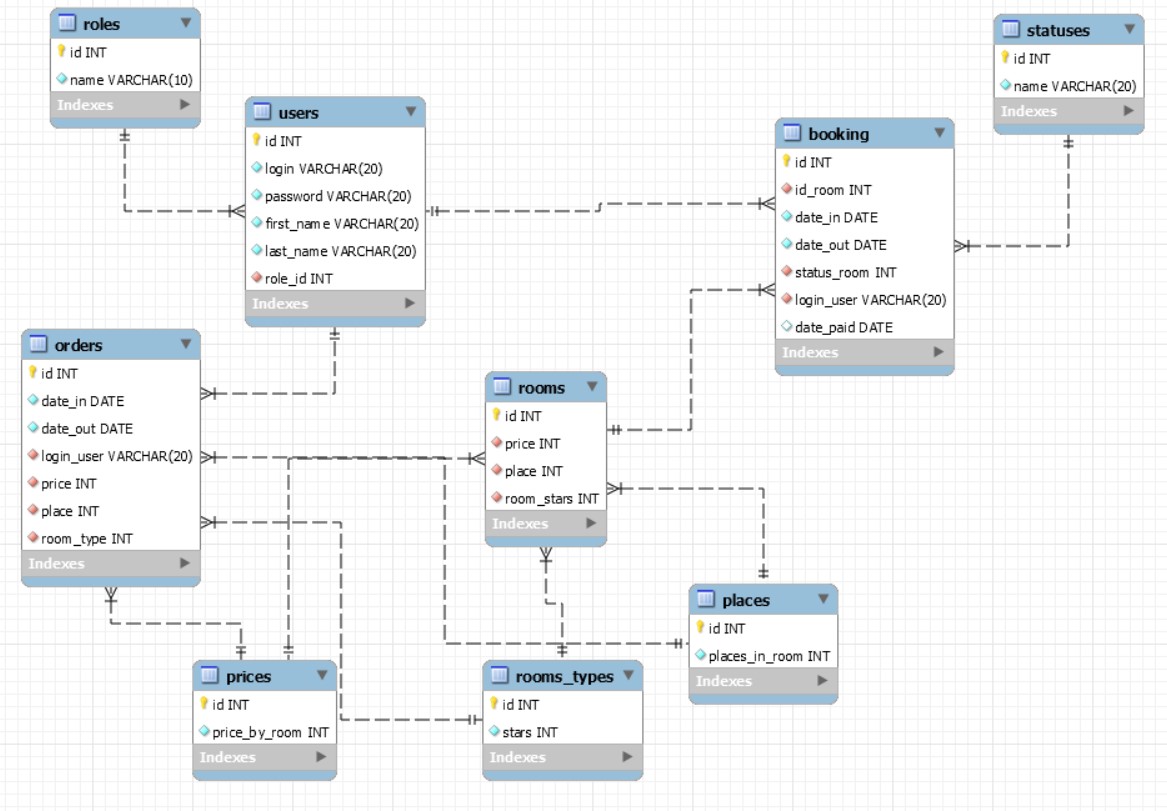 roles
id INT
name VARCHAR(10)
Indexes
users
id INT
login VARCHAR(20)
password VARCHAR(20)
first_name VARCHAR(20)
last_name VARCHAR(20)
role_id INT
Indexes
statuses
id INT
name VARCHAR(20)
Indexes
booking
id INT
id_room INT
date_in DATE
date_out DATE
status_room INT
login_user VARCHAR(20)
date_paid DATE
Indexes
orders
id INT
date_in DATE
date_out DATE
login_user VARCHAR(20)
price INT
place INT
room_type INT
Indexes
rooms
id INT
price INT
place INT
room_stars INT
Indexes
places
id INT
places_in_room INT
Indexes
prices
id INT
price_by_room INT
Indexes
rooms_types
id INT
stars INT
Indexes